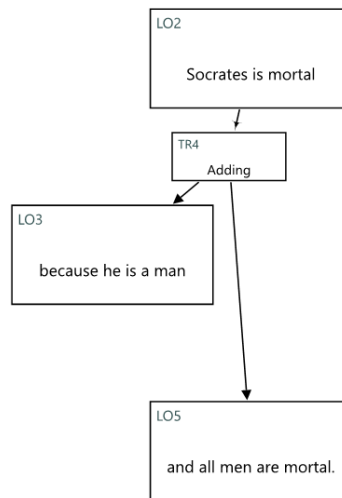 LO2
Socrates is mortal
TR4
Adding
LO3
because he is a man
LO5
and all men are mortal.